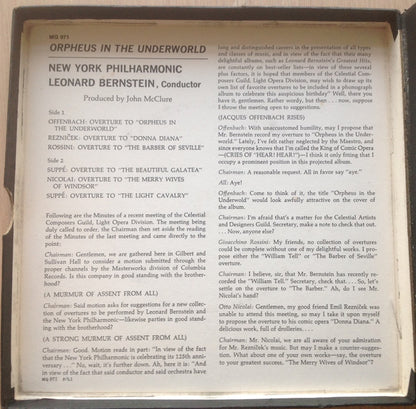 MQ 971
ORPHEUS IN THE UNDERWORLD
NEW YORK PHILHARMONIC
LEONARD BERNSTEIN, Conductor
Produced by John McClure
Side 1
OFFENBACH: OVERTURE TO "ORPHEUS IN
THE UNDERWORLD"
REZNIČEK: OVERTURE TO "DONNA DIANA"
ROSSINI: OVERTURE TO "THE BARBER OF SEVILLE"
Side 2
SUPPÉ: OVERTURE TO "THE BEAUTIFUL GALATEA"
NICOLAI: OVERTURE TO "THE MERRY WIVES
OF WINDSOR"
SUPPÉ: OVERTURE TO "THE LIGHT CAVALRY"
Following are the Minutes of a recent meeting of the Celestial
Composers Guild, Light Opera Division. The meeting being
duly called to order, the Chairman then set aside the reading
of the Minutes of the last meeting and came directly to the
point:
Chairman: Gentlemen, we are gathered here in Gilbert and
Sullivan Hall to consider a motion submitted through the
proper channels by the Masterworks division of Columbia
Records. Is this company in good standing with the brother-
hood?
(A MURMUR OF ASSENT FROM ALL)
Chairman: Said motion asks for suggestions for a new collec-
tion of overtures to be performed by Leonard Bernstein and
the New York Philharmonic—likewise parties in good stand-
ing with the brotherhood?
(A STRONG MURMUR OF ASSENT FROM ALL)
Chairman: Good. Motion reads in part: "In view of the fact
that the New York Philharmonic is celebrating its 125th anni-
versary . . ." No, wait, it's further down. Ah, here it is: "And
in view of the fact that said conductor and said orchestra have
MQ 971
long and distinguished careers in the presentation of all types
and classes of music, and in view of the fact that their many
delightful albums, such as Leonard Bernstein's Greatest Hits,
are constantly on best-seller lists—in view of these several
plus factors, it is hoped that members of the Celestial Com-
posers Guild, Light Opera Division, may wish to draw up its
own list of favorite overtures to be included in a phonograph
album to celebrate this auspicious birthday" Well, there you
have it, gentlemen. Rather wordy, but then . . . now, suppose
I throw the meeting open to suggestions.
(JACQUES OFFENBACH RISES)
Offenbach: With unaccustomed humility, may I propose that
Mr. Bernstein record my overture to "Orpheus in the Under-
world." Lately, I've felt rather neglected by the Maestro, and
since everyone knows that I'm called the King of Comic Opera
—(CRIES OF "HEAR! HEAR!")—I think it only fitting that I
occupy a prominent position in this projected album.
Chairman: A reasonable request. All in favor say "aye."
All: Aye!
Offenbach: Come to think of it, the title "Orpheus in the
Underworld" would look awfully attractive on the cover of
the album.
Chairman: I'm afraid that's a matter for the Celestial Artists
and Designers Guild. Secretary, make a note to check that out.
. . . Now, anyone else?
Gioacchino Rossini: My friends, no collection of overtures
could be complete without one of my delightful works. I pro-
pose either the "William Tell" or "The Barber of Seville"
overture.
Chairman: I believe, sir, that Mr. Bernstein has recently re-
corded the "William Tell." Secretary, check that. . . . So, let's
settle on the overture to "The Barber." Ah, do I see Mr.
Nicolai's hand?
Otto Nicolai: Gentlemen, my good friend Emil Rezniček was
unable to attend this meeting, so may I take it upon myself
to propose the overture to his comic opera "Donna Diana." A
delicious work, full of drolleries. . . .
Chairman: Mr. Nicolai, we are all aware of your admiration
for Mr. Rezniček's music. But may I make a counter-sugges-
tion. What about one of your own works—say, the overture
to your greatest success, "The Merry Wives of Windsor"?